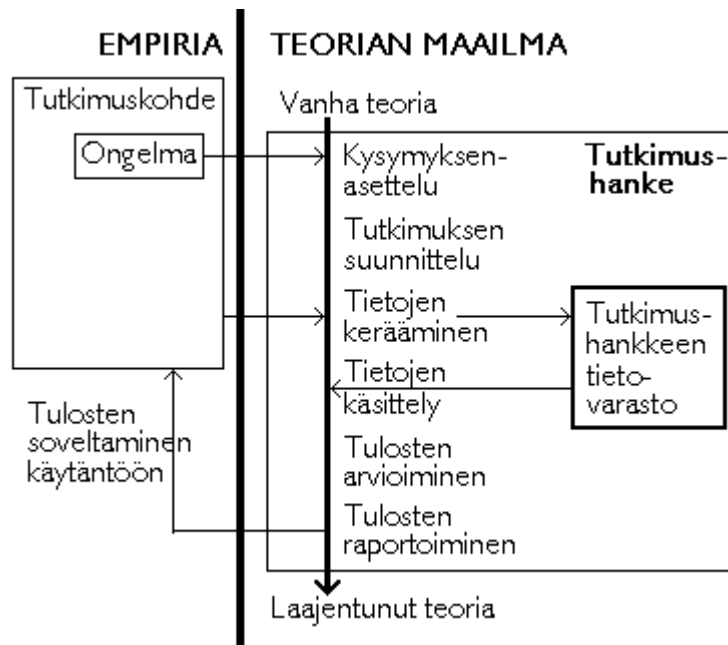 EMPIRIA
TEORIAN MAAILMA
Tutkimuskohde
Ongelma
Vanha teoria
Kysymyksen-
asettelu
Tutkimus-
hanke
Tutkimuksen
suunnittelu
Tietojen
kerääminen
Tutkimus-
hankkeen
tieto-
varasto
Tietojen
käsittely
Tulosten
soveltaminen
käytäntöön
Tulosten
arvioiminen
Tulosten
raportoiminen
Laajentunut teoria